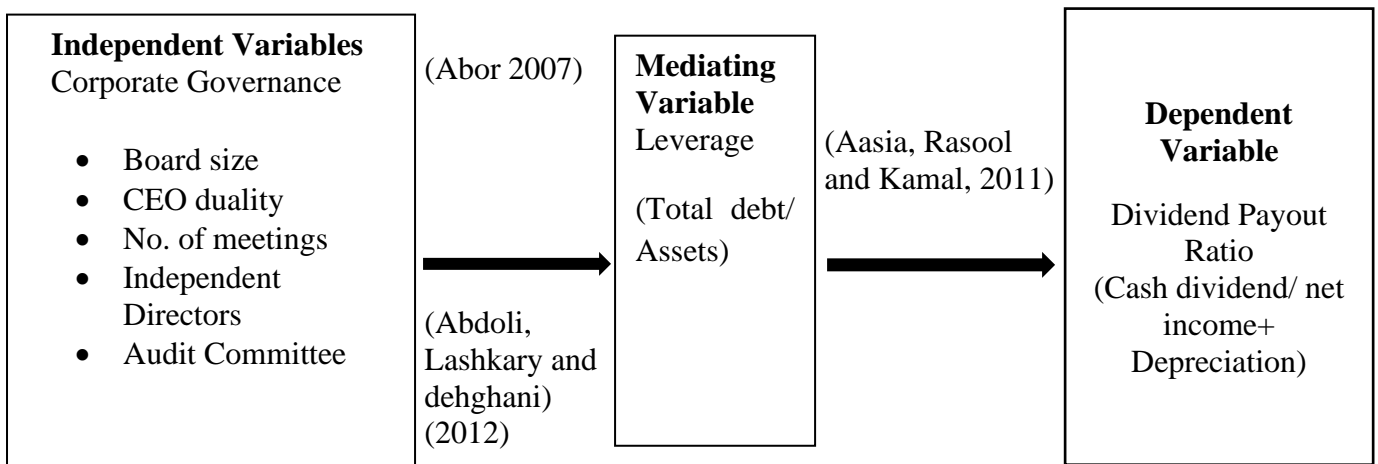 Independent Variables
Corporate Governance
• Board size
• CEO duality
• No. of meetings
• Independent
Directors
• Audit Committee
(Abor 2007)
(Abdoli,
Lashkary and
dehghani)
(2012)
Mediating
Variable
Leverage
(Total debt/
Assets)
(Aasia, Rasool
and Kamal, 2011)
Dependent
Variable
Dividend Payout
Ratio
(Cash dividend/ net
income+
Depreciation)